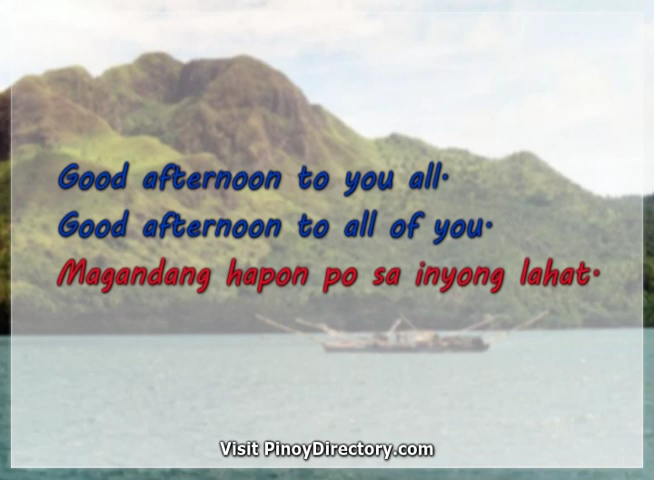 Good afternoon to you all.
Good afternoon to all of you.
Magandang hapon po sa inyong lahat.
Visit PinoyDirectory.com